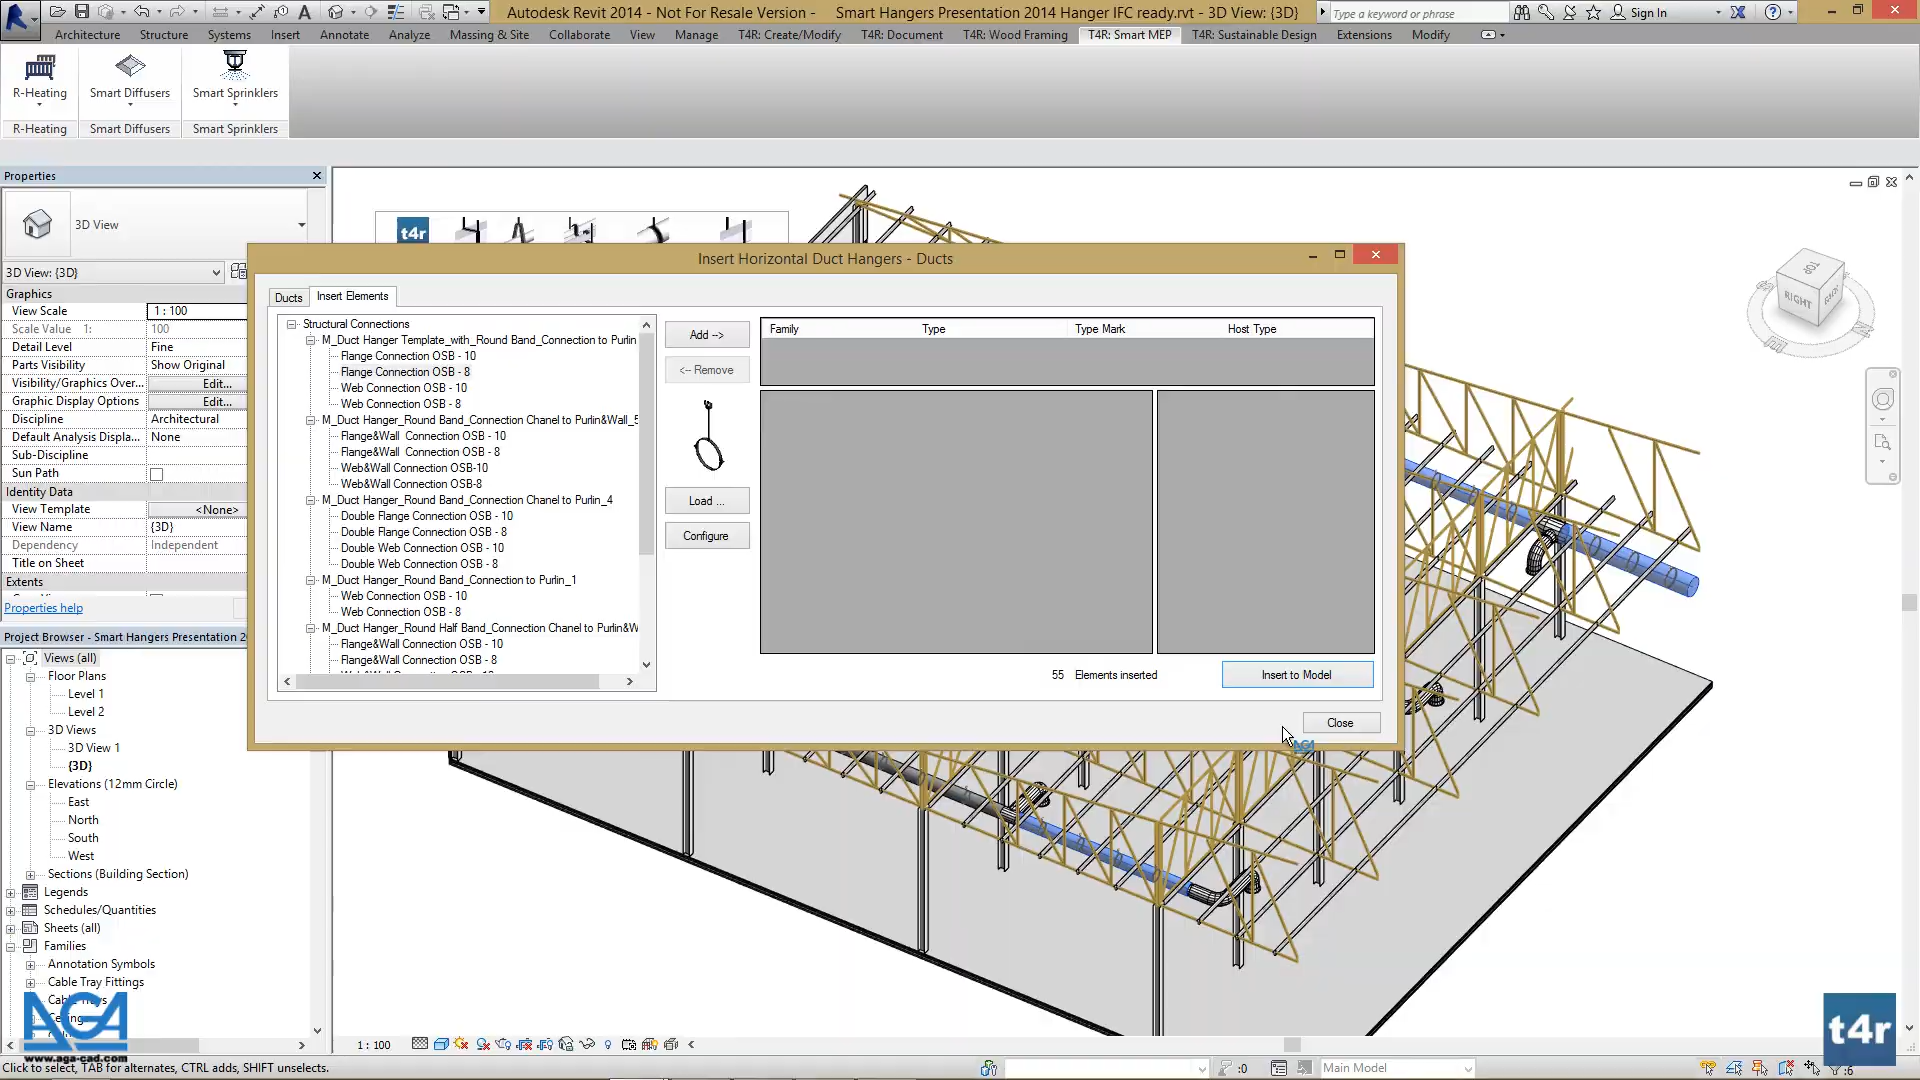 Autodesk Revit 2014 - Not For Resale Version - Smart Hangers Presentation 2014 Hanger IFC ready.rvt - 3D View: {3D}
Type a keyword or phrase
Sign In
Architecture Structure Systems Insert Annotate Analyze Massing & Site Collaborate View Manage T4R: Create/Modify T4R: Document T4R: Wood Framing T4R: Smart MEP T4R: Sustainable Design Extensions Modify
R-Heating Smart Diffusers Smart Sprinklers
R-Heating Smart Diffusers Smart Sprinklers
Properties
3D View
3D View: {3D}
Graphics
View Scale 1 : 100
Scale Value 1: 100
Detail Level Fine
Parts Visibility Show Original
Visibility/Graphics Over... Edit...
Graphic Display Options Edit...
Discipline Architectural
Default Analysis Displa... None
Sub-Discipline
Sun Path
Identity Data
View Template <None>
View Name {3D}
Dependency Independent
Title on Sheet
Extents
Properties help
Project Browser - Smart Hangers Presentation 2
Views (all)
Floor Plans
Level 1
Level 2
3D Views
3D View 1
{3D}
Elevations (12mm Circle)
East
North
South
West
Sections (Building Section)
Legends
Schedules/Quantities
Sheets (all)
Families
Annotation Symbols
Cable Tray Fittings
AGA
www.aga-cad.com
t4r
Insert Horizontal Duct Hangers - Ducts
Ducts Insert Elements
Structural Connections
M_Duct Hanger Template_with_Round Band_Connection to Purlin
Flange Connection OSB - 10
Flange Connection OSB - 8
Web Connection OSB - 10
Web Connection OSB - 8
M_Duct Hanger_Round Band_Connection Chanel to Purlin&Wall_5
Flange&Wall Connection OSB - 10
Flange&Wall Connection OSB - 8
Web&Wall Connection OSB-10
Web&Wall Connection OSB-8
M_Duct Hanger_Round Band_Connection Chanel to Purlin_4
Double Flange Connection OSB - 10
Double Flange Connection OSB - 8
Double Web Connection OSB - 10
Double Web Connection OSB - 8
M_Duct Hanger_Round Band_Connection to Purlin_1
Web Connection OSB - 10
Web Connection OSB - 8
M_Duct Hanger_Round Half Band_Connection Chanel to Purlin&W
Flange&Wall Connection OSB - 10
Flange&Wall Connection OSB - 8
Add -->
<-- Remove
Load ...
Configure
Family Type Type Mark Host Type
55 Elements inserted
Insert to Model
Close
AGA
TOP
RIGHT
1 : 100
Click to select, TAB for alternates, CTRL adds, SHIFT unselects.
:0
Main Model
:6
t4r